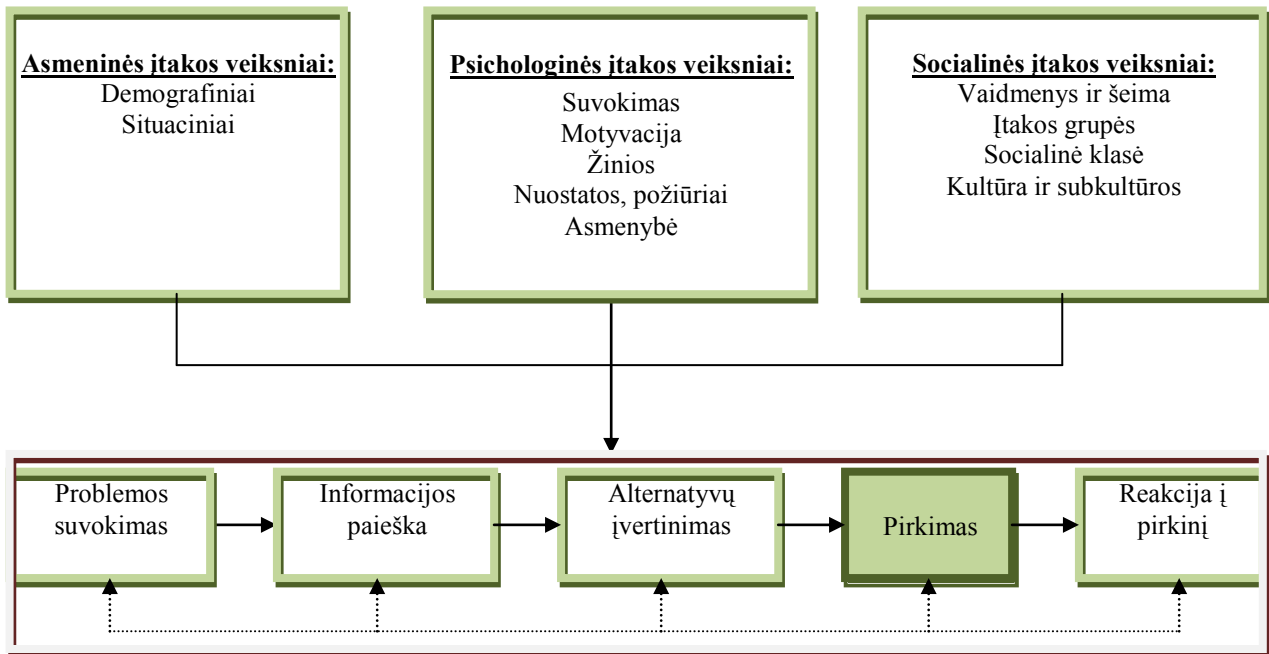 Asmeninės įtakos veiksniai:
Demografiniai
Situaciniai
Psichologinės įtakos veiksniai:
Suvokimas
Motyvacija
Žinios
Nuostatos, požiūriai
Asmenybė
Socialinės įtakos veiksniai:
Vaidmenys ir šeima
Įtakos grupės
Socialinė klasė
Kultūra ir subkultūros
Problemos
suvokimas
Informacijos
paieška
Alternatyvų
įvertinimas
Pirkimas
Reakcija į
pirkinį